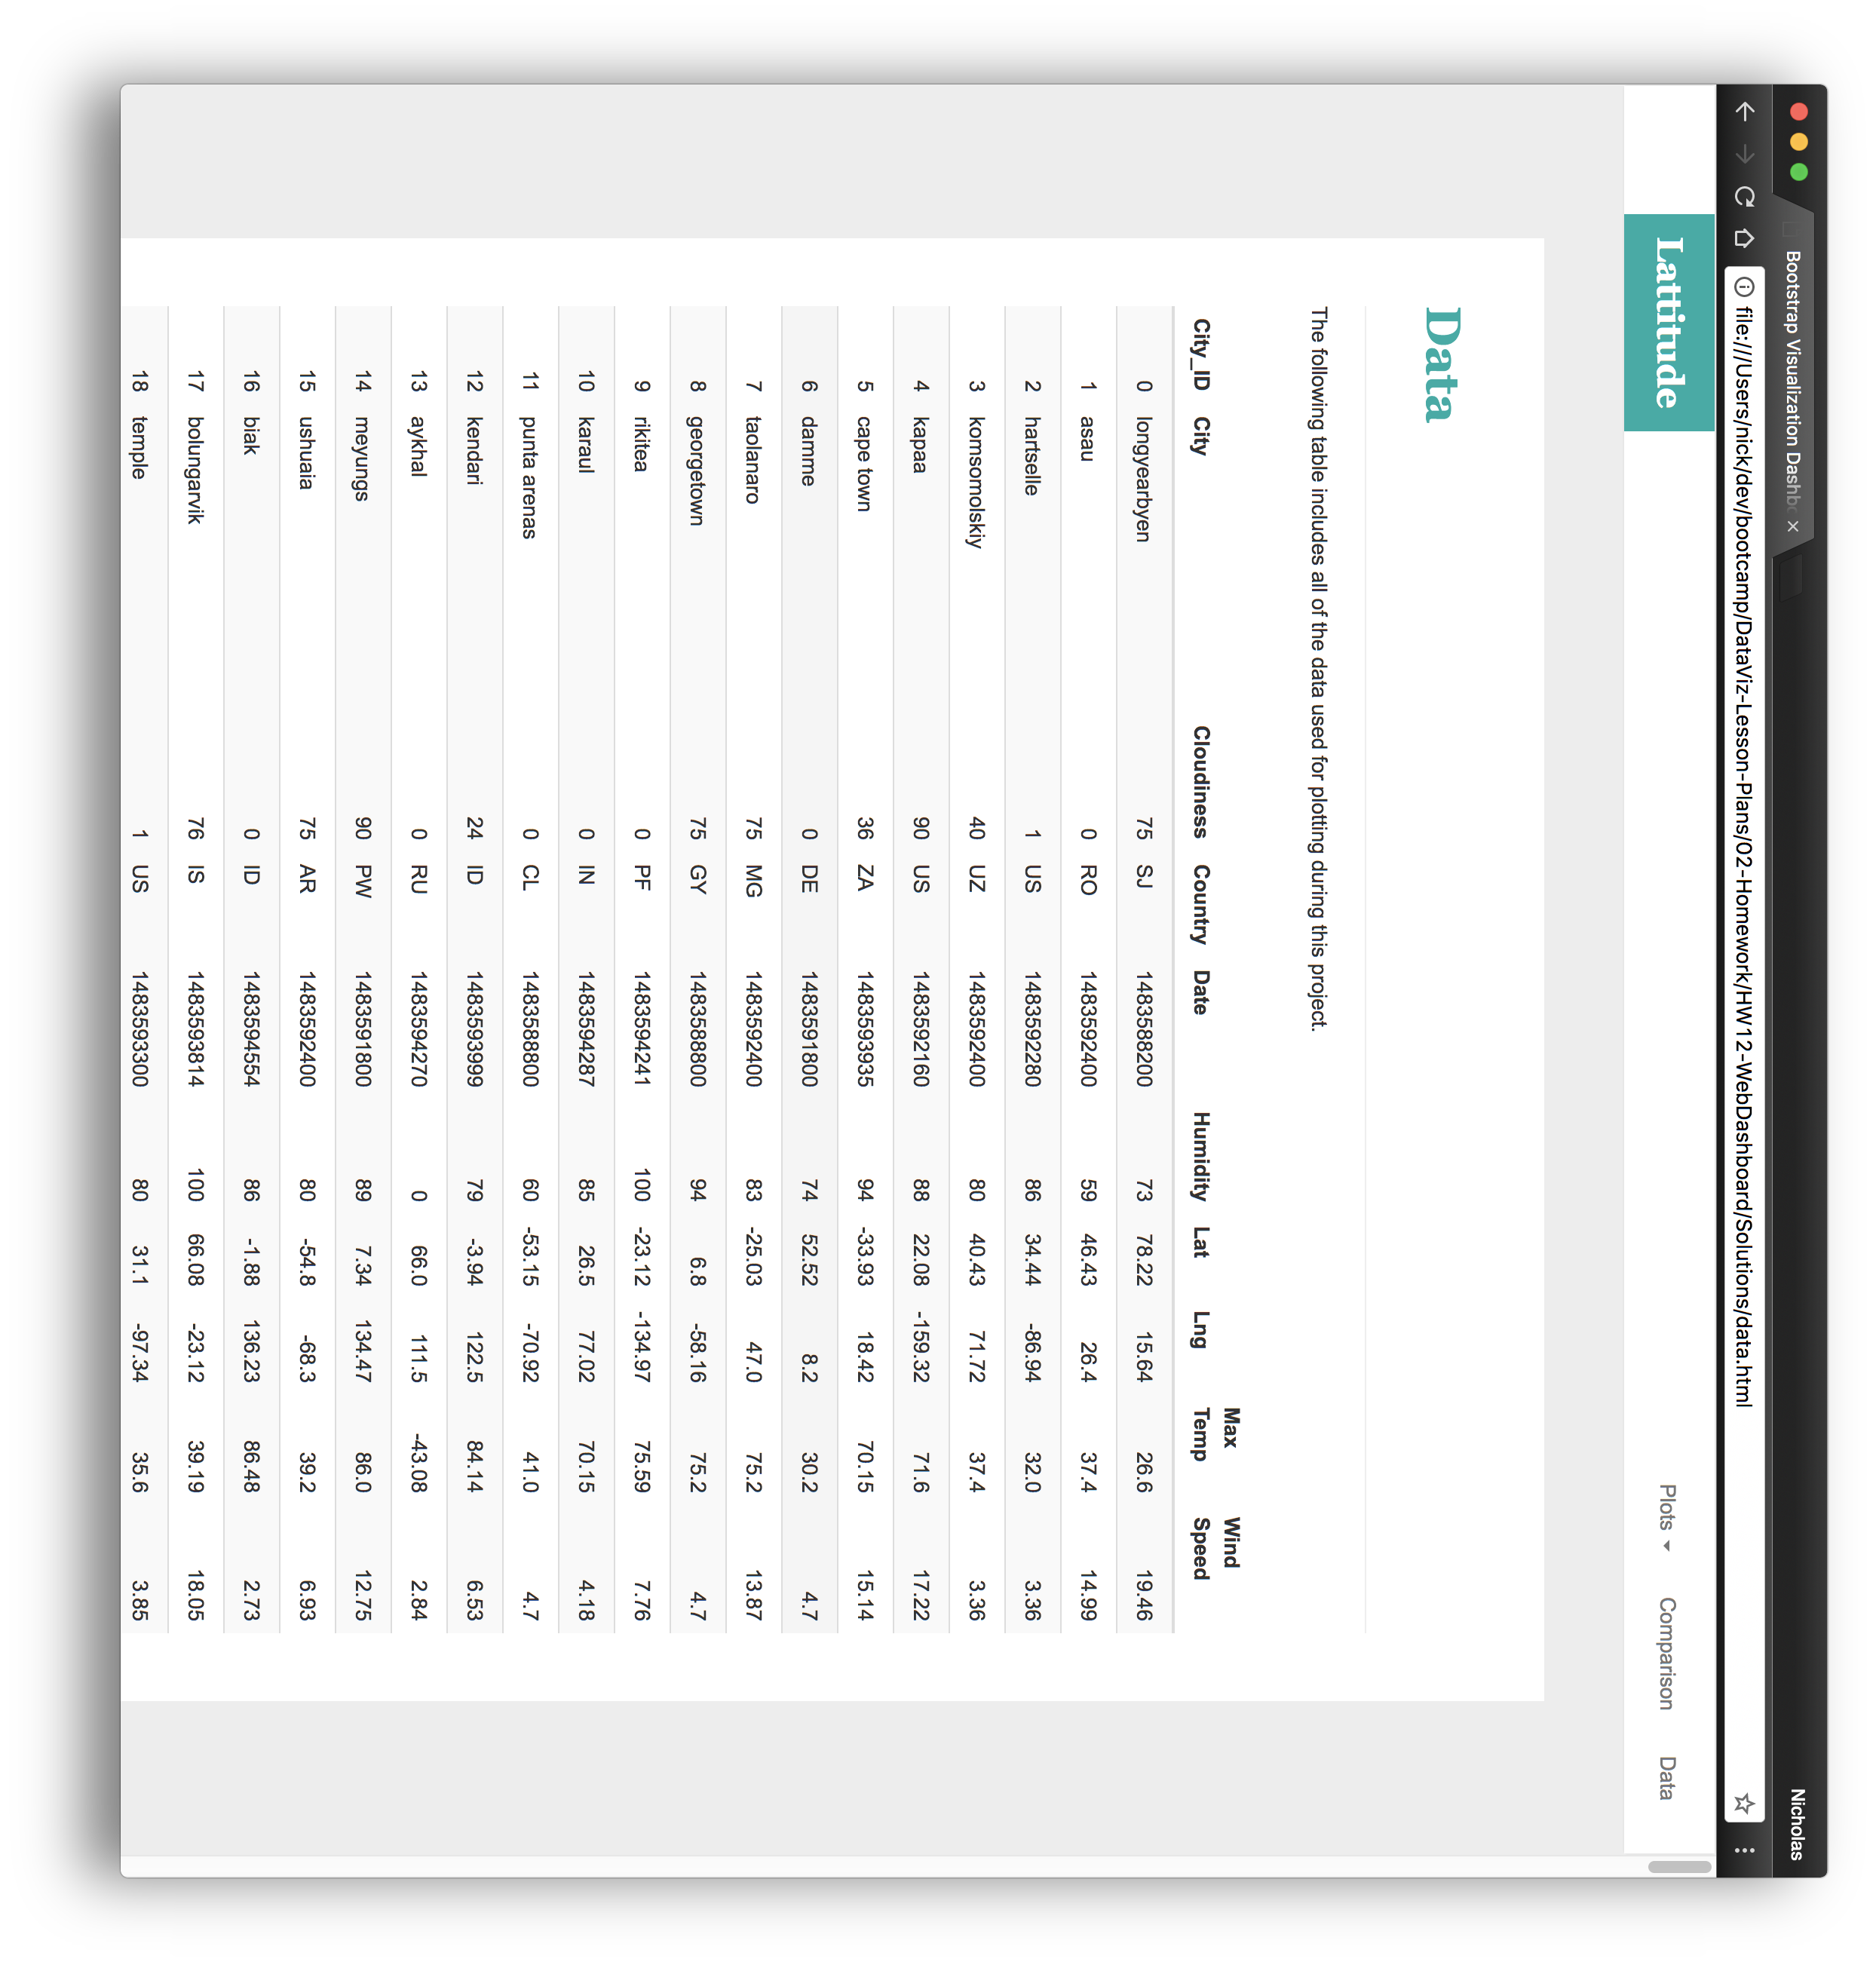 Bootstrap Visualization Dashb
Nicholas
file:///Users/nick/dev/bootcamp/DataViz-Lesson-Plans/02-Homework/HW12-WebDashboard/Solutions/data.html
Lattitude
Plots Comparison Data
Data
The following table includes all of the data used for plotting during this project.
City_ID City Cloudiness Country Date Humidity Lat Lng Max Temp Wind Speed
0 longyearbyen 75 SJ 1483588200 73 78.22 15.64 26.6 19.46
1 asau 0 RO 1483592400 59 46.43 26.4 37.4 14.99
2 hartselle 1 US 1483592280 86 34.44 -86.94 32.0 3.36
3 komsomolskiy 40 UZ 1483592400 80 40.43 71.72 37.4 3.36
4 kapaa 90 US 1483592160 88 22.08 -159.32 71.6 17.22
5 cape town 36 ZA 1483593935 94 -33.93 18.42 70.15 15.14
6 damme 0 DE 1483591800 74 52.52 8.2 30.2 4.7
7 taolanaro 75 MG 1483592400 83 -25.03 47.0 75.2 13.87
8 georgetown 75 GY 1483588800 94 6.8 -58.16 75.2 4.7
9 rikitea 0 PF 1483594241 100 -23.12 -134.97 75.59 7.76
10 karaul 0 IN 1483594287 85 26.5 77.02 70.15 4.18
11 punta arenas 0 CL 1483588800 60 -53.15 -70.92 41.0 4.7
12 kendari 24 ID 1483593999 79 -3.94 122.5 84.14 6.53
13 aykhal 0 RU 1483594270 0 66.0 111.5 -43.08 2.84
14 meyungs 90 PW 1483591800 89 7.34 134.47 86.0 12.75
15 ushuaia 75 AR 1483592400 80 -54.8 -68.3 39.2 6.93
16 biak 0 ID 1483594554 86 -1.88 136.23 86.48 2.73
17 bolungarvik 76 IS 1483593814 100 66.08 -23.12 39.19 18.05
18 temple 1 US 1483593300 80 31.1 -97.34 35.6 3.85